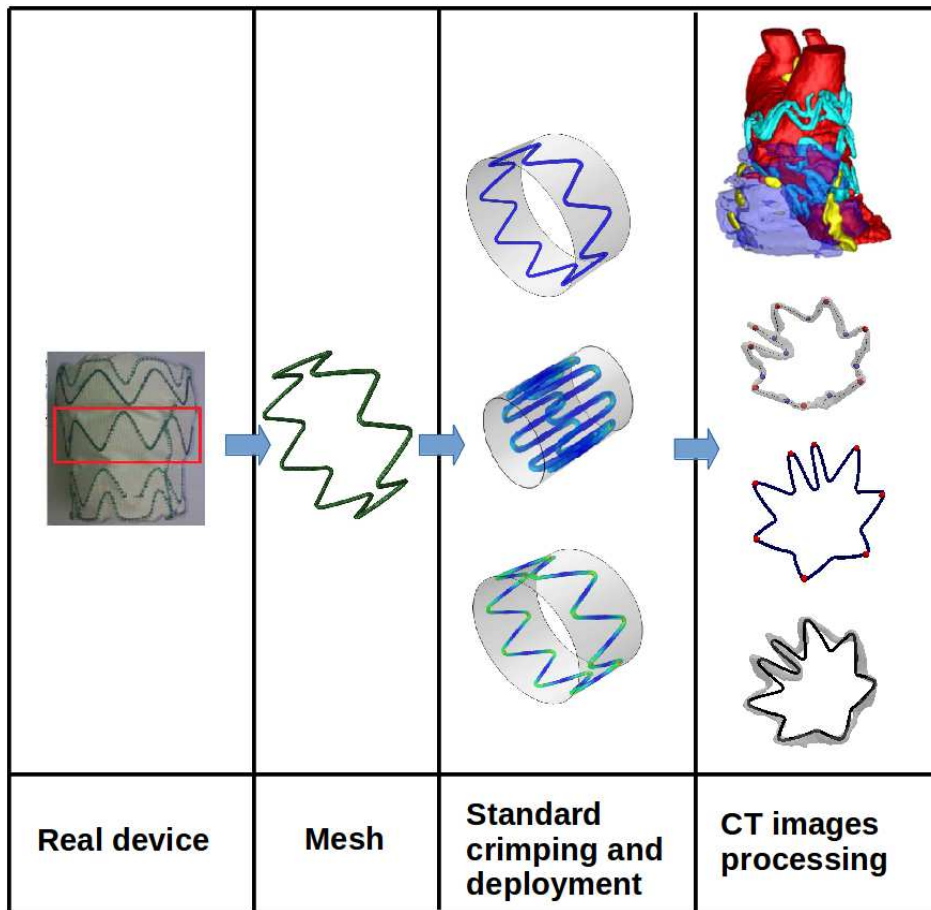 Real device
Mesh
Standard
crimping and
deployment
CT images
processing